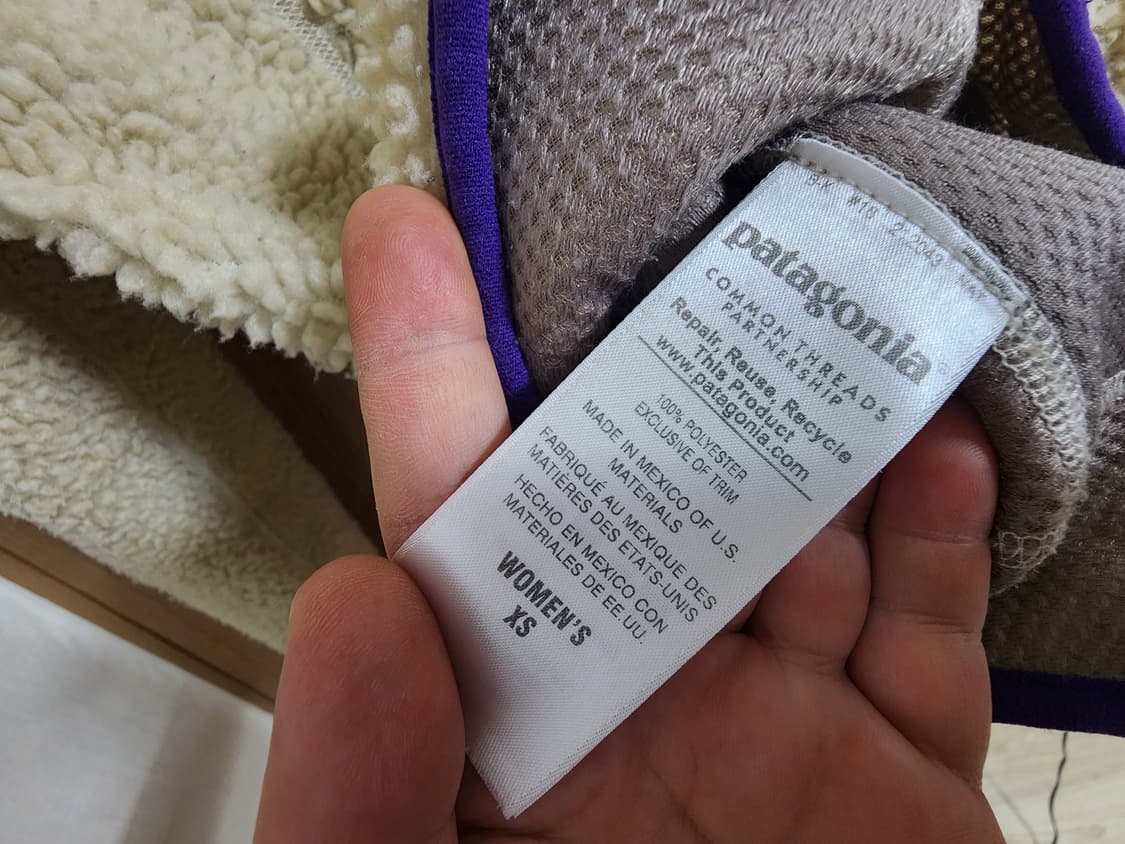 #16
patagonia
COMMON THREADS
PARTNERSHIP
Repair, Reuse, Recycle
This Product
www.patagonia.com
100% POLYESTER
EXCLUSIVE OF TRIM
MADE IN MEXICO OF U.S.
MATERIALS
FABRIQUÉ AU MEXIQUE DES
MATIÈRES DES ETATS-UNIS
HECHO EN MEXICO CON
MATERIALES DE EE.UU.
WOMEN'S
XS